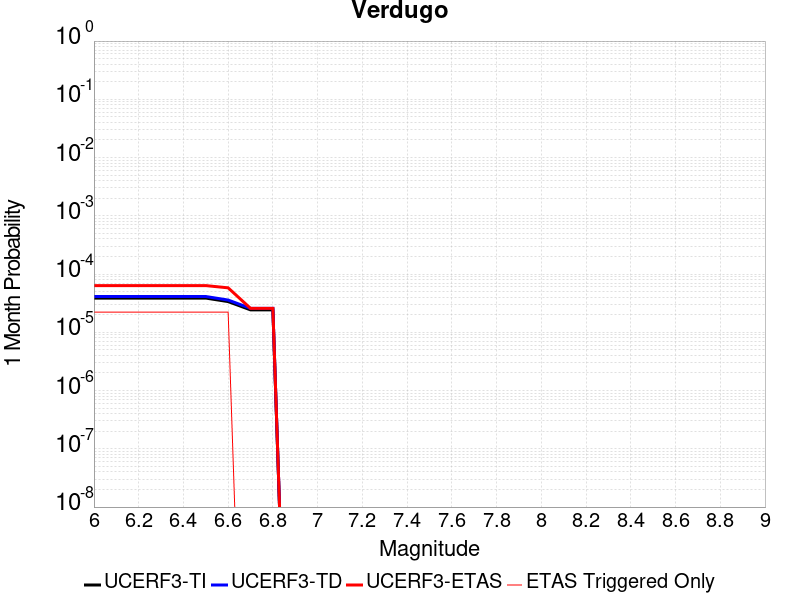 Verdugo
1 Month Probability
10^0
10^-1
10^-2
10^-3
10^-4
10^-5
10^-6
10^-7
10^-8
6 6.2 6.4 6.6 6.8 7 7.2 7.4 7.6 7.8 8 8.2 8.4 8.6 8.8 9
Magnitude
UCERF3-TI UCERF3-TD UCERF3-ETAS ETAS Triggered Only